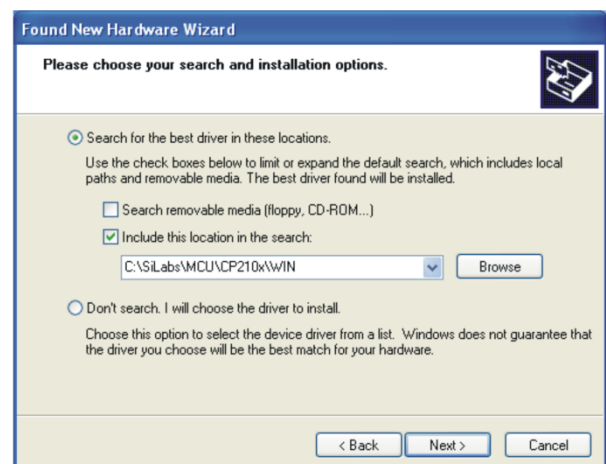 Found New Hardware Wizard
Please choose your search and installation options.
Search for the best driver in these locations.
Use the check boxes below to limit or expand the default search, which includes local
paths and removable media. The best driver found will be installed.
Search removable media (floppy, CD-ROM...)
Include this location in the search:
C:\SiLabs\MCU\CP210x\WIN
Browse
Don't search. I will choose the driver to install.
Choose this option to select the device driver from a list.  Windows does not guarantee that
the driver you choose will be the best match for your hardware.
< Back
Next >
Cancel